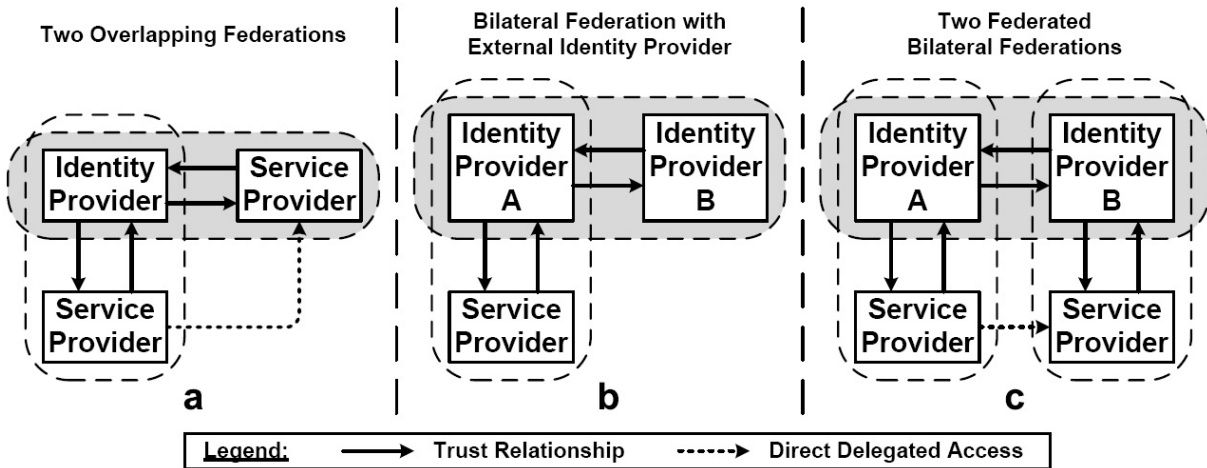 Two Overlapping Federations
Identity
Provider
Service
Provider
Service
Provider
a
Bilateral Federation with
External Identity Provider
Identity
Provider
A
Identity
Provider
B
Service
Provider
b
Two Federated
Bilateral Federations
Identity
Provider
A
Identity
Provider
B
Service
Provider
Service
Provider
c
Legend: Trust Relationship Direct Delegated Access